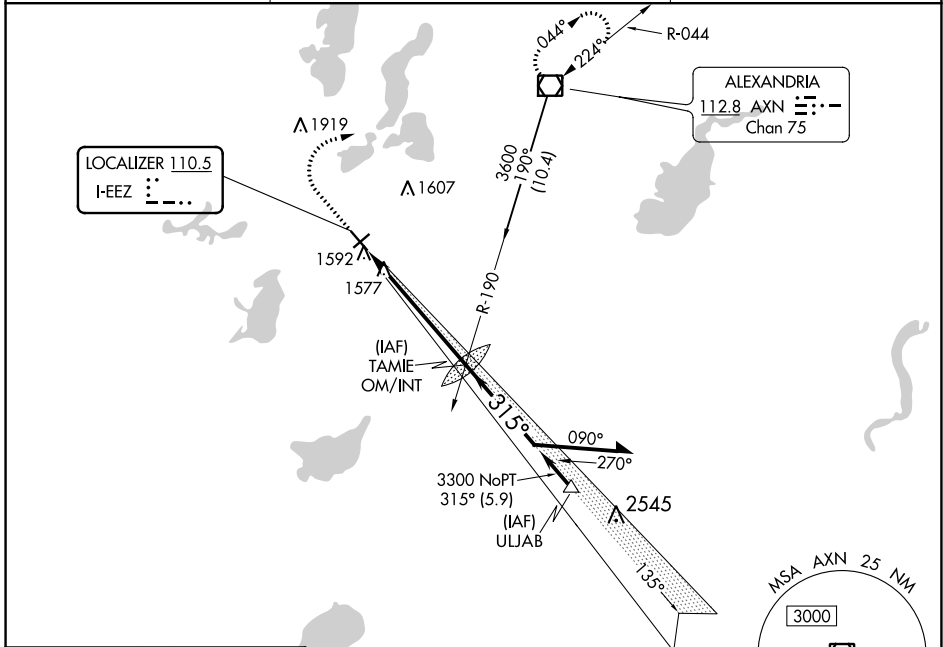 044°
224°
R-044
ALEXANDRIA
112.8 AXN
Chan 75
1919
LOCALIZER 110.5
I-EEZ
1607
3600
190°
(10.4)
1592
1577
R-190
(IAF)
TAMIE
OM/INT
315°
090°
270°
3300 NoPT
315° (5.9)
(IAF)
ULJAB
2545
135°
MSA AXN 25 NM
3000